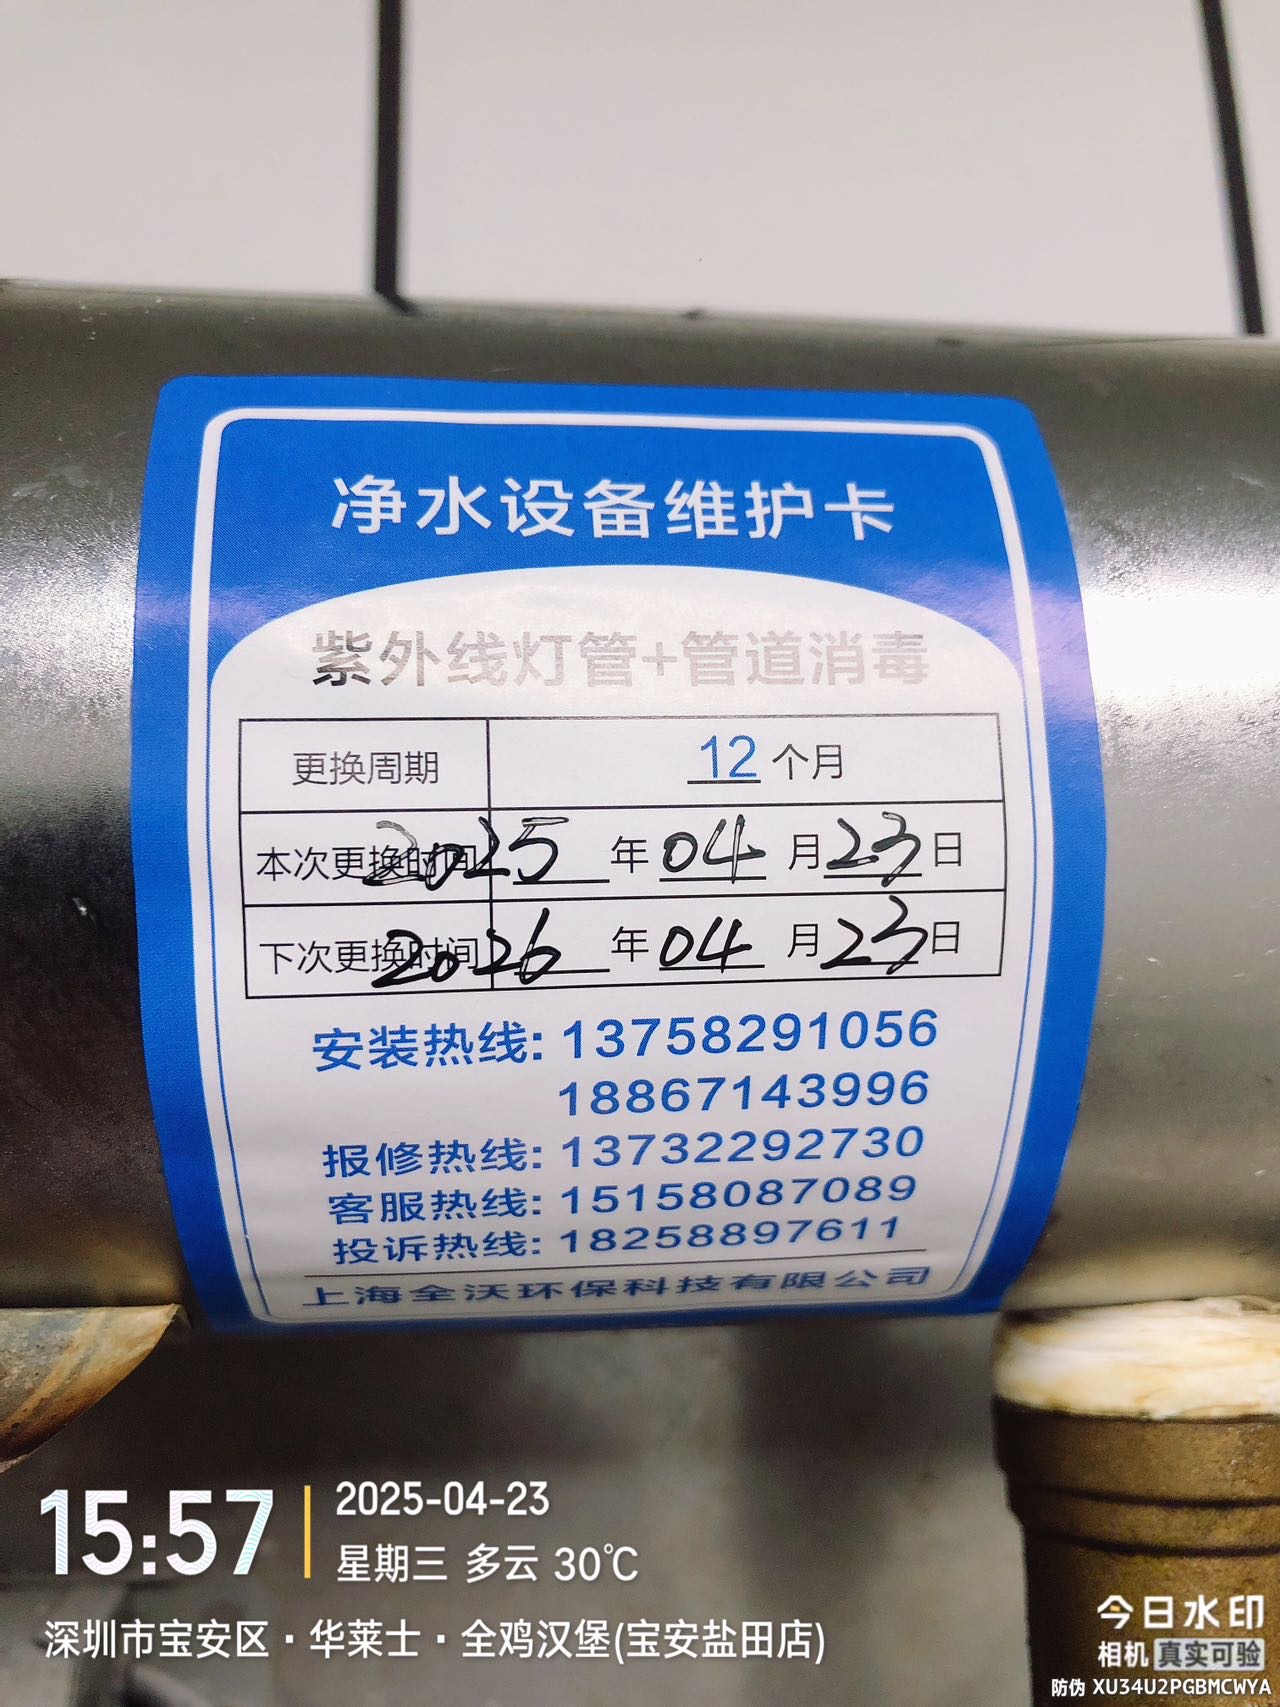 净水设备维护卡
紫外线灯管+管道消毒
更换周期 12 个月
本次更换时间 2025 年 04 月 23 日
下次更换时间 2026 年 04 月 23 日
安装热线: 13758291056
18867143996
报修热线: 13732292730
客服热线: 15158087089
投诉热线: 18258897611
上海全沃环保科技有限公司
15:57
2025-04-23
星期三 多云 30℃
深圳市宝安区·华莱士·全鸡汉堡(宝安盐田店)
今日水印
相机 真实可验
防伪 XU34U2PGBMCWYA